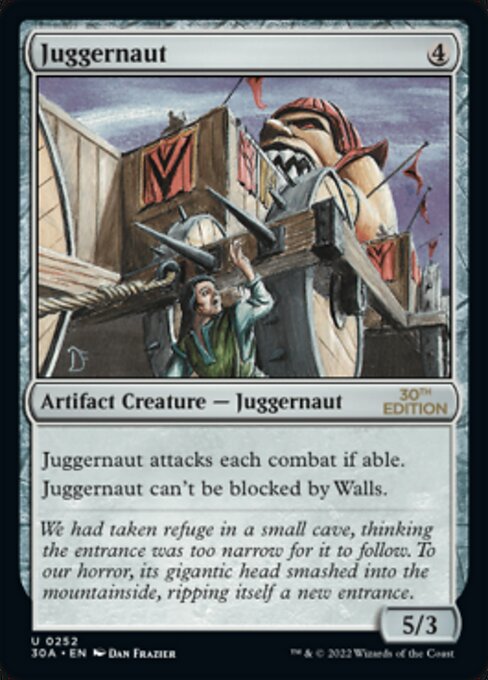 Juggernaut 4
DF
Artifact Creature — Juggernaut
30TH
EDITION
Juggernaut attacks each combat if able.
Juggernaut can't be blocked by Walls.
We had taken refuge in a small cave, thinking
the entrance was too narrow for it to follow. To
our horror, its gigantic head smashed into the
mountainside, ripping itself a new entrance.
5/3
U 0252
30A • EN Dan Frazier
™ & © 2022 Wizards of the Coast